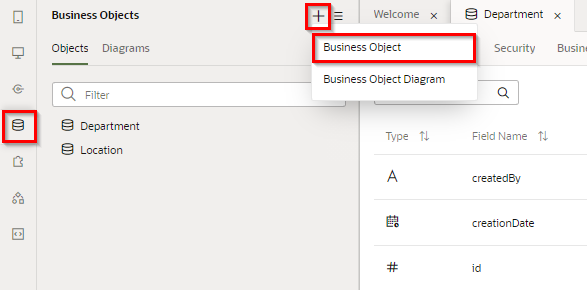 Business Objects
Welcome
Department
Objects
Diagrams
Business Object
Business Object Diagram
Security
Busin
Filter
Department
Location
Type
Field Name
A
createdBy
creationDate
#
id